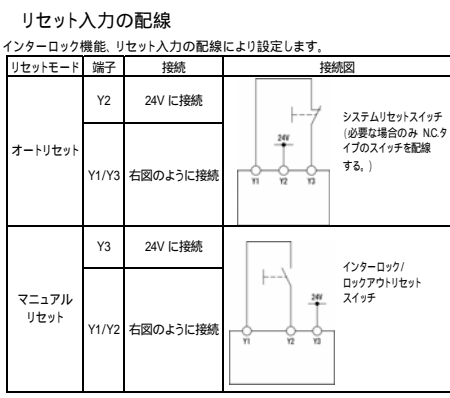 リセット入力の配線
インターロック機能、リセット入力の配線により設定します。
リセットモード 端子 接続 接続図
オートリセット
Y2 24V に接続
Y1/Y3 右図のように接続
24V
Y1 Y2 Y3
システムリセットスイッチ
(必要な場合のみ N.C.タ
イプのスイッチを配線
する。)
マニュアル
リセット
Y3 24V に接続
Y1/Y2 右図のように接続
24V
Y1 Y2 Y3
インターロック/
ロックアウトリセット
スイッチ